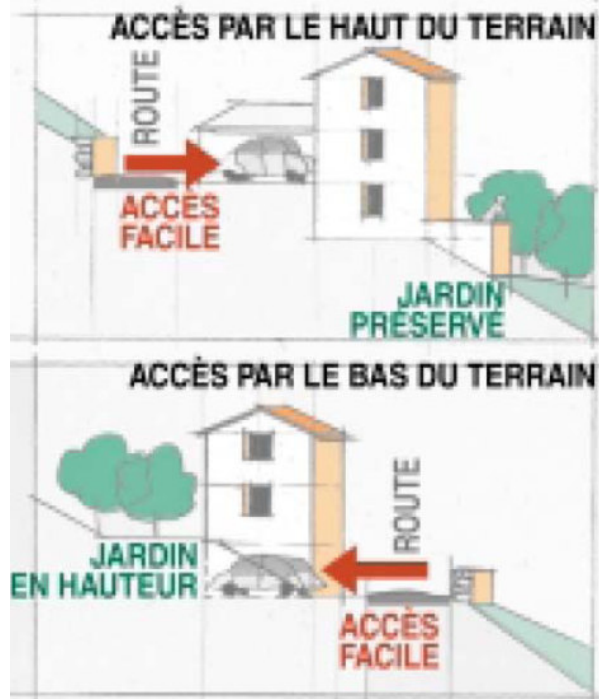 ACCÈS PAR LE HAUT DU TERRAIN
ROUTE
ACCÈS
FACILE
JARDIN
PRÉSERVÉ
ACCÈS PAR LE BAS DU TERRAIN
ROUTE
JARDIN
EN HAUTEUR
ACCÈS
FACILE